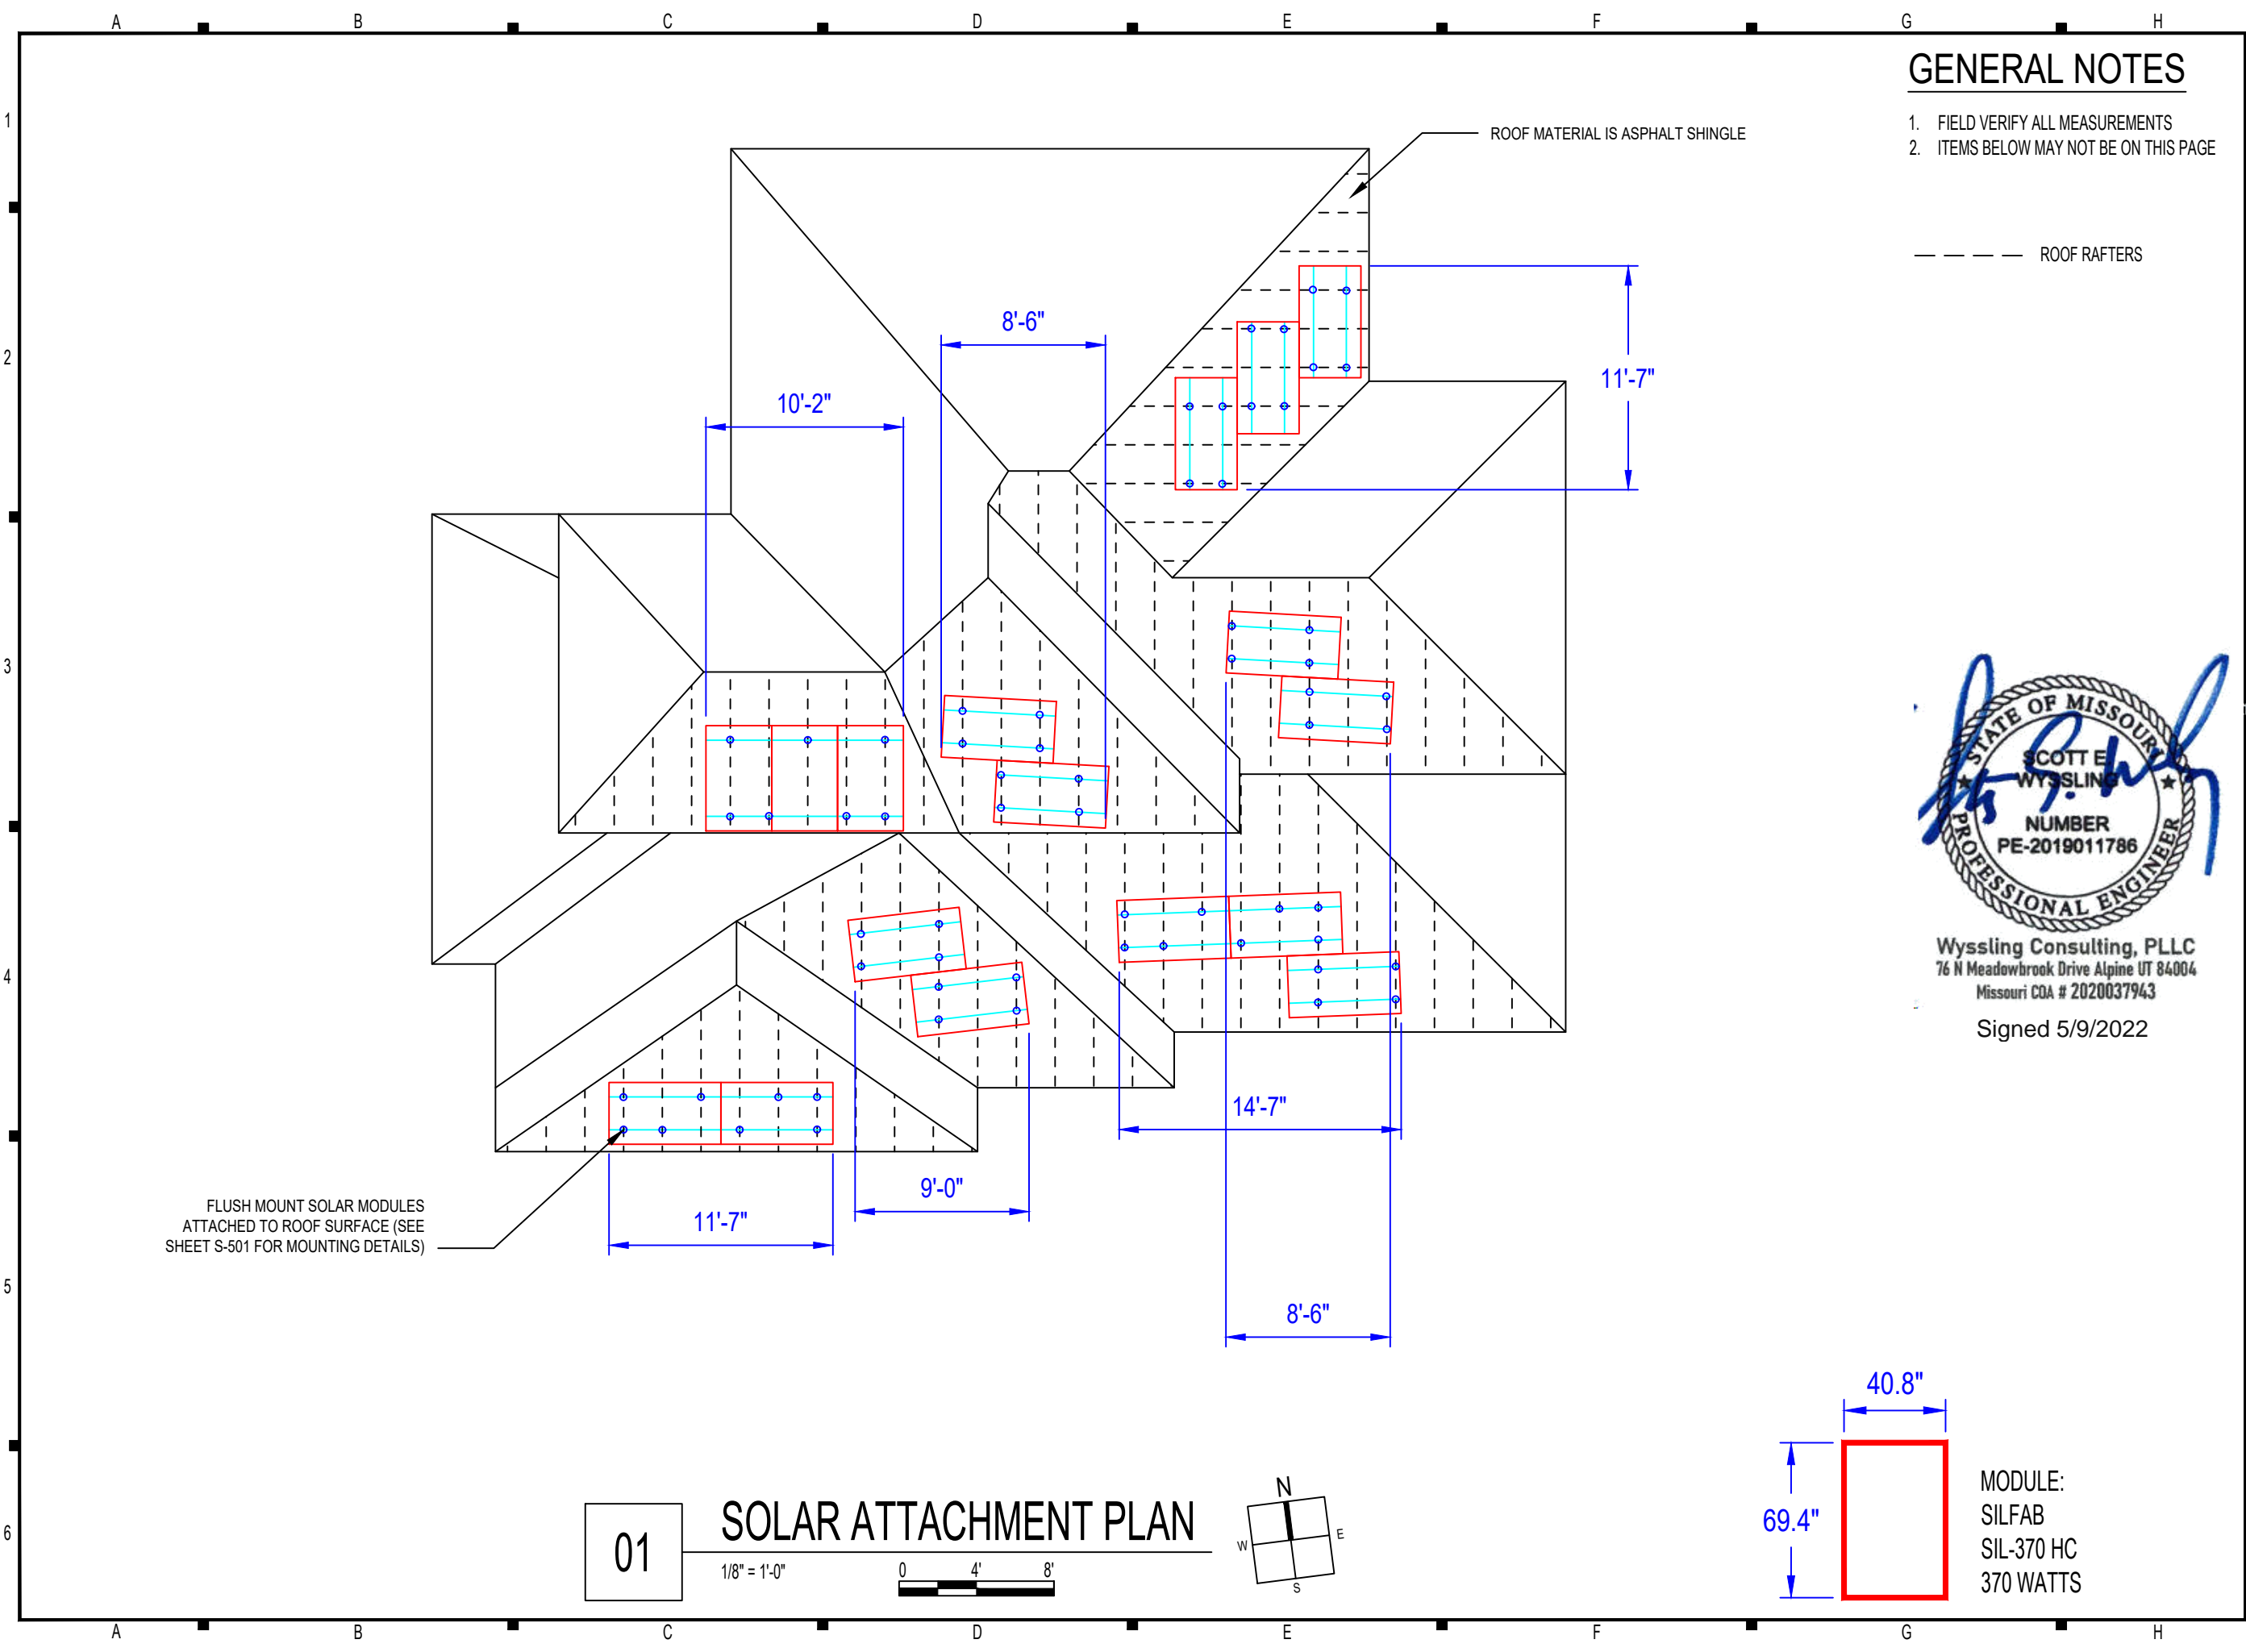 A B C D E F G H
GENERAL NOTES
1. FIELD VERIFY ALL MEASUREMENTS
2. ITEMS BELOW MAY NOT BE ON THIS PAGE
ROOF RAFTERS
ROOF MATERIAL IS ASPHALT SHINGLE
1
2
3
4
5
6
8'-6"
10'-2"
11'-7"
14'-7"
9'-0"
11'-7"
8'-6"
FLUSH MOUNT SOLAR MODULES
ATTACHED TO ROOF SURFACE (SEE
SHEET S-501 FOR MOUNTING DETAILS)
STATE OF MISSOURI
SCOTT E.
WYSSLING
NUMBER
PE-2019011786
PROFESSIONAL ENGINEER
Wyssling Consulting, PLLC
76 N Meadowbrook Drive Alpine UT 84004
Missouri COA # 2020037943
Signed 5/9/2022
01
SOLAR ATTACHMENT PLAN
1/8" = 1'-0"
0 4' 8'
N
W E
S
40.8"
69.4"
MODULE:
SILFAB
SIL-370 HC
370 WATTS
A B C D E F G H